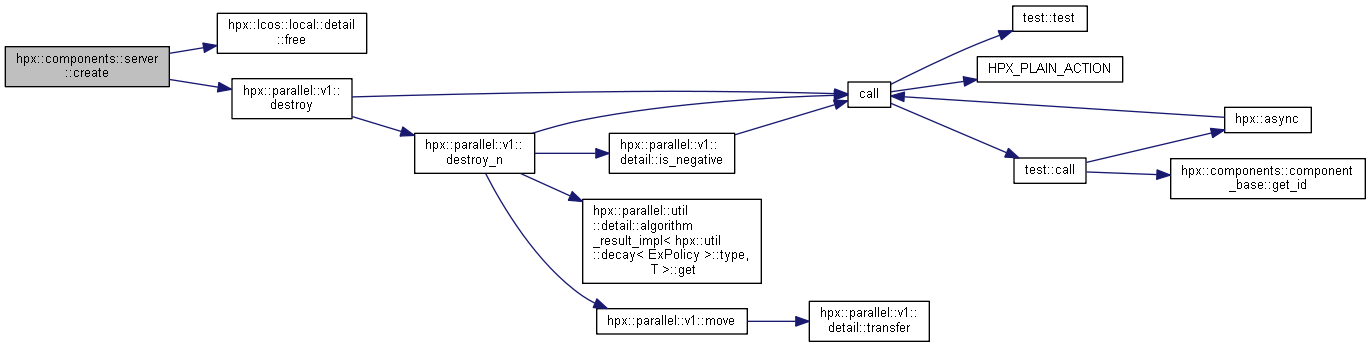 hpx::components::server
::create
hpx::lcos::local::detail
::free
hpx::parallel::v1::
destroy
hpx::parallel::v1::
destroy_n
hpx::parallel::v1::
detail::is_negative
hpx::parallel::util
::detail::algorithm
_result_impl< hpx::util
::decay< ExPolicy >::type,
T >::get
hpx::parallel::v1::move
hpx::parallel::v1::
detail::transfer
call
test::test
HPX_PLAIN_ACTION
test::call
hpx::async
hpx::components::component
_base::get_id